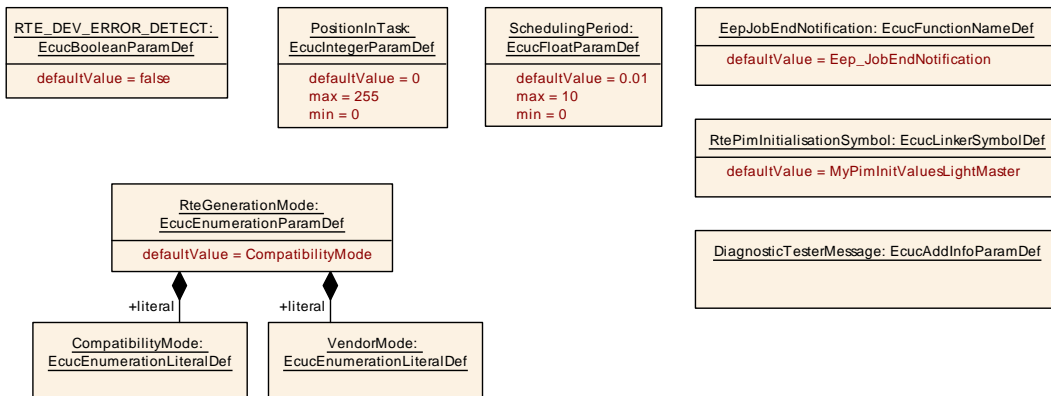 RTE_DEV_ERROR_DETECT:
EcucBooleanParamDef
defaultValue = false
PositionInTask:
EcucIntegerParamDef
defaultValue = 0
max = 255
min = 0
SchedulingPeriod:
EcucFloatParamDef
defaultValue = 0.01
max = 10
min = 0
EepJobEndNotification: EcucFunctionNameDef
defaultValue = Eep_JobEndNotification
RtePimInitialisationSymbol: EcucLinkerSymbolDef
defaultValue = MyPimInitValuesLightMaster
RteGenerationMode:
EcucEnumerationParamDef
defaultValue = CompatibilityMode
DiagnosticTesterMessage: EcucAddInfoParamDef
+literal
+literal
CompatibilityMode:
EcucEnumerationLiteralDef
VendorMode:
EcucEnumerationLiteralDef